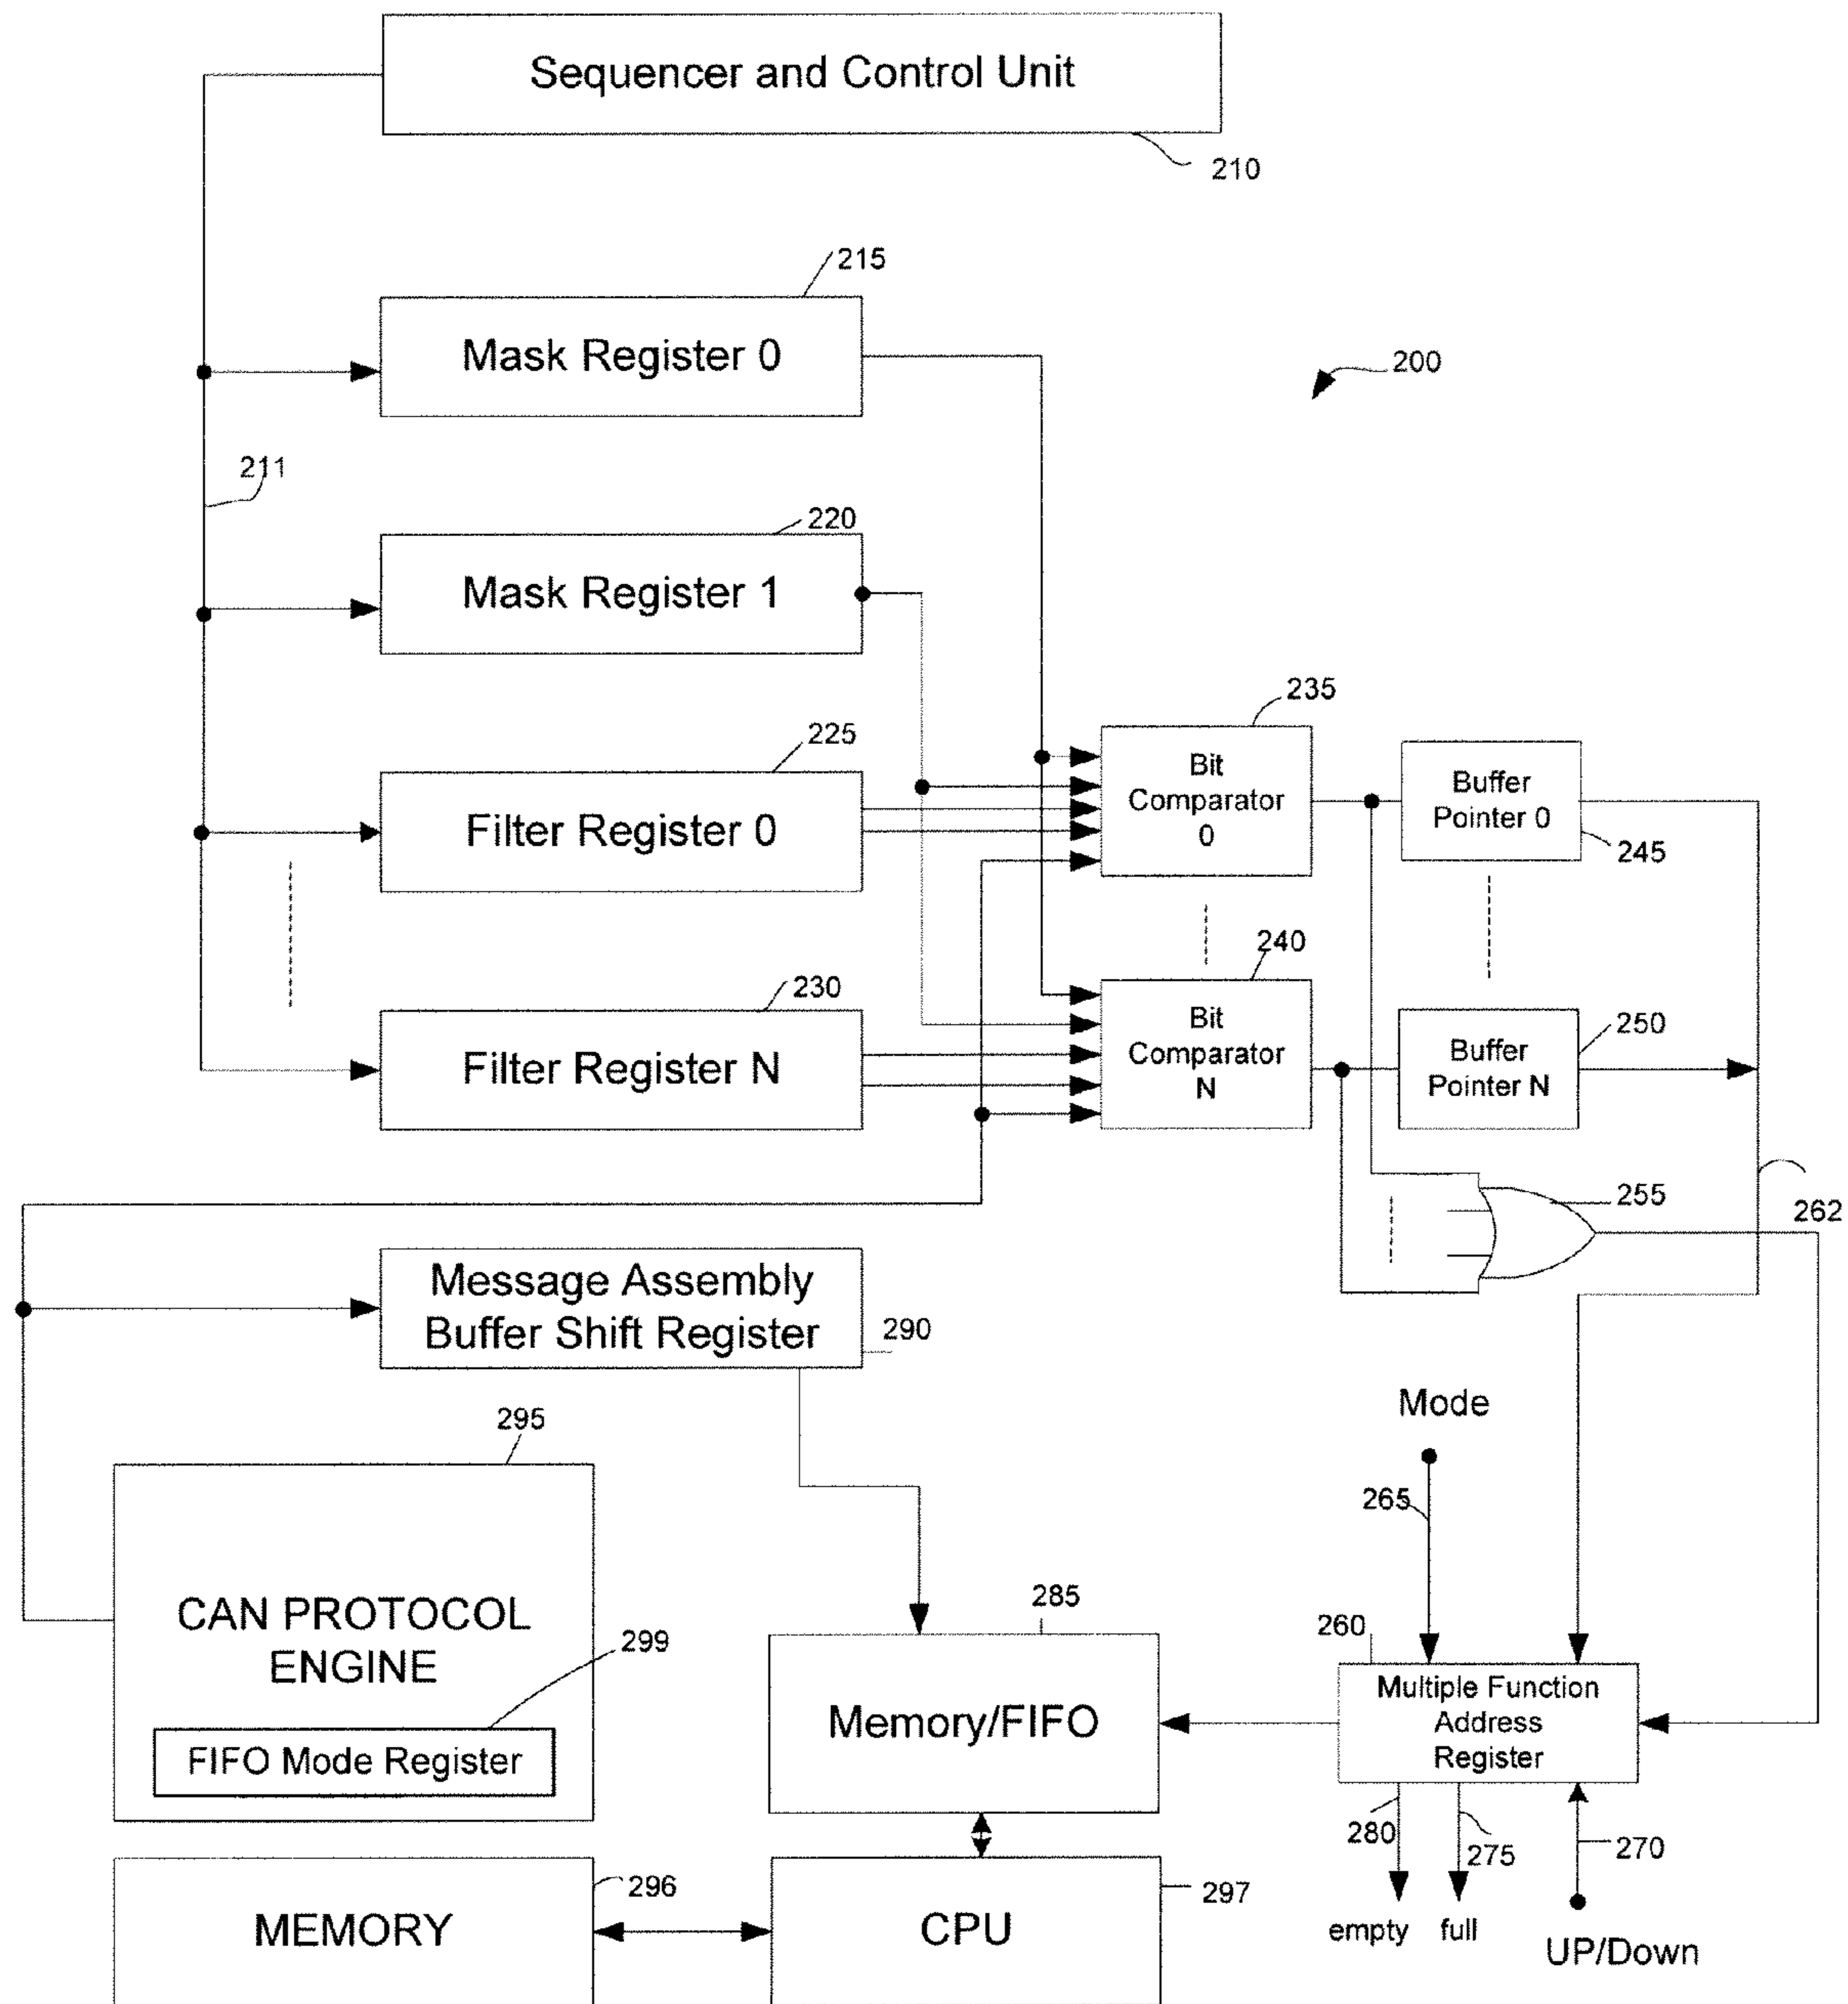 Sequencer and Control Unit
210
215
Mask Register 0
200
211
220
Mask Register 1
235
225
Bit
Comparator
0
Filter Register 0
Buffer
Pointer 0
245
240
230
Bit
Comparator
N
250
Buffer
Pointer N
Filter Register N
255
262
Message Assembly
Buffer Shift Register
290
Mode
295
265
CAN PROTOCOL
ENGINE
299
285
260
Multiple Function
Address
Register
Memory/FIFO
FIFO Mode Register
280
275
270
296
297
MEMORY
CPU
empty
full
UP/Down